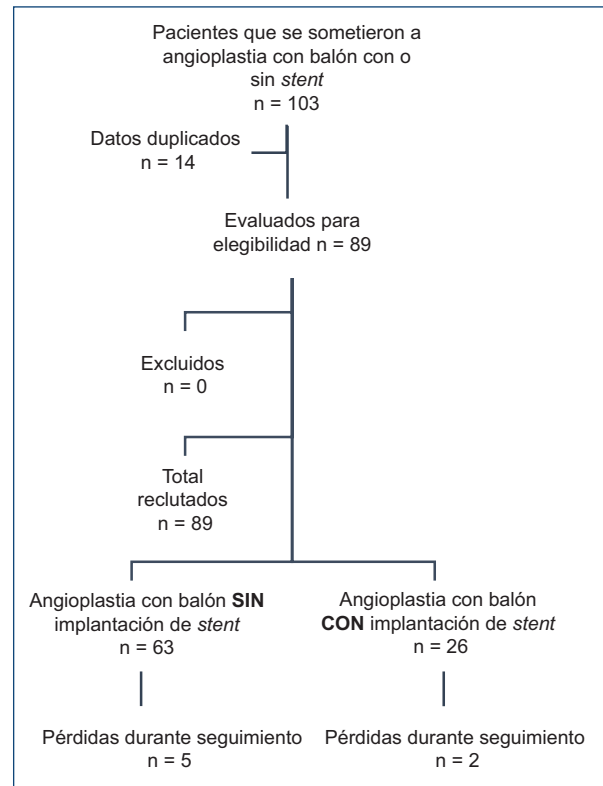 Pacientes que se sometieron a
angioplastia con balón con o
sin stent
n = 103
Datos duplicados
n = 14
Evaluados para
elegibilidad n = 89
Excluidos
n = 0
Total
reclutados
n = 89
Angioplastia con balón SIN
implantación de stent
n = 63
Angioplastia con balón
CON implantación de stent
n = 26
Pérdidas durante seguimiento
n = 5
Pérdidas durante seguimiento
n = 2